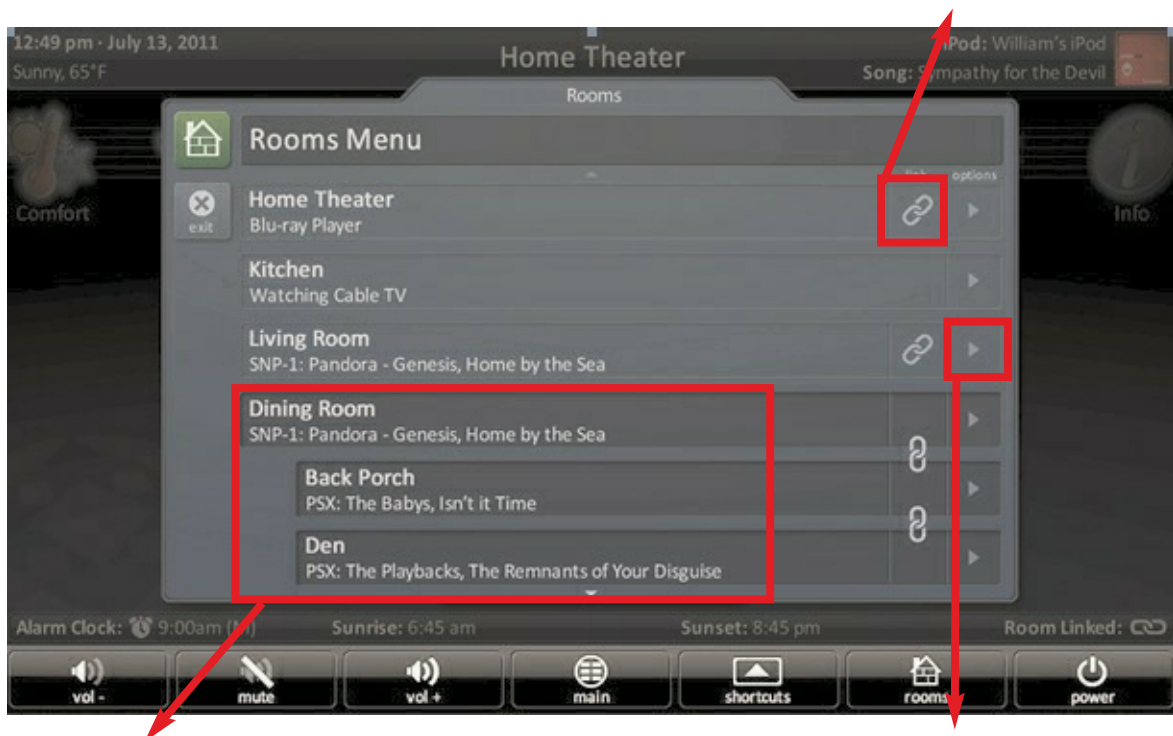 12:49 pm · July 13, 2011
Sunny, 65°F
Home Theater
iPod: William's iPod
Song: Sympathy for the Devil
Rooms
Rooms Menu
link options
Comfort
exit
Home Theater
Blu-ray Player
Info
Kitchen
Watching Cable TV
Living Room
SNP-1: Pandora - Genesis, Home by the Sea
Dining Room
SNP-1: Pandora - Genesis, Home by the Sea
Back Porch
PSX: The Babys, Isn't it Time
Den
PSX: The Playbacks, The Remnants of Your Disguise
Alarm Clock: 9:00am
Sunrise: 6:45 am
Sunset: 8:45 pm
Room Linked:
vol -
mute
vol +
main
shortcuts
rooms
power